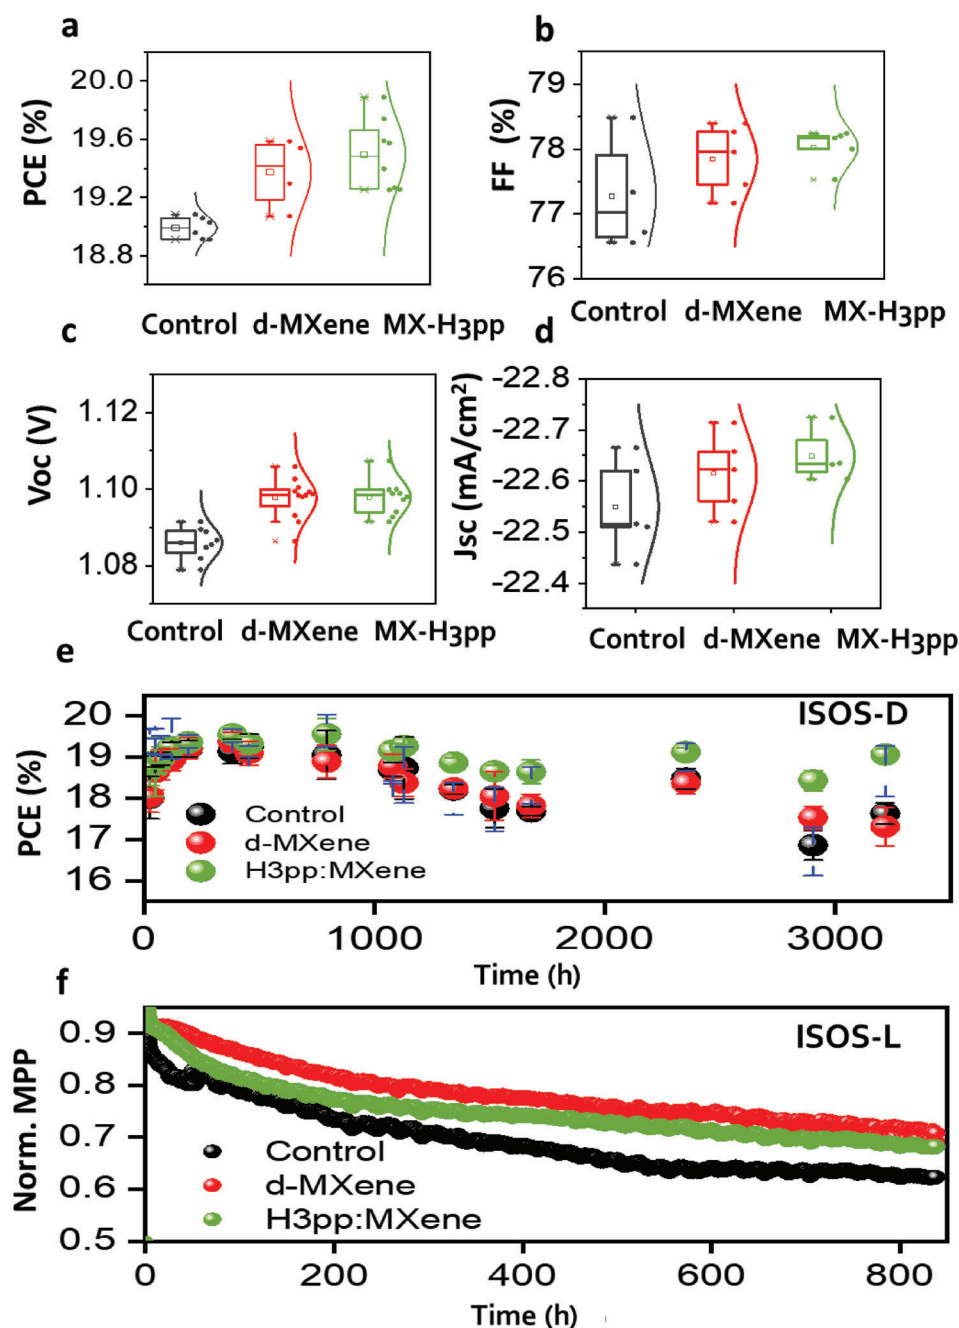 a
PCE (%)
20.0
19.6
19.2
18.8
Control d-MXene MX-H3pp
b
FF (%)
79
78
77
76
Control d-MXene MX-H3pp
c
Voc (V)
1.12
1.10
1.08
Control d-MXene MX-H3pp
d
Jsc (mA/cm²)
-22.8
-22.7
-22.6
-22.5
-22.4
Control d-MXene MX-H3pp
e
PCE (%)
20
19
18
17
16
ISOS-D
Control
d-MXene
H3pp:MXene
0 1000 2000 3000
Time (h)
f
Norm. MPP
0.9
0.8
0.7
0.6
0.5
ISOS-L
Control
d-MXene
H3pp:MXene
0 200 400 600 800
Time (h)